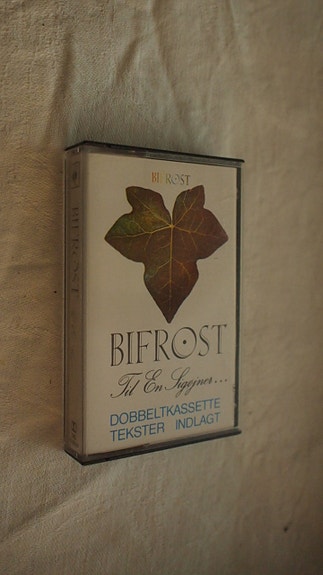 BIFROST
BIFROST
Til En Sigøjner...
DOBBELTKASSETTE
TEKSTER INDLAGT
BIFROST